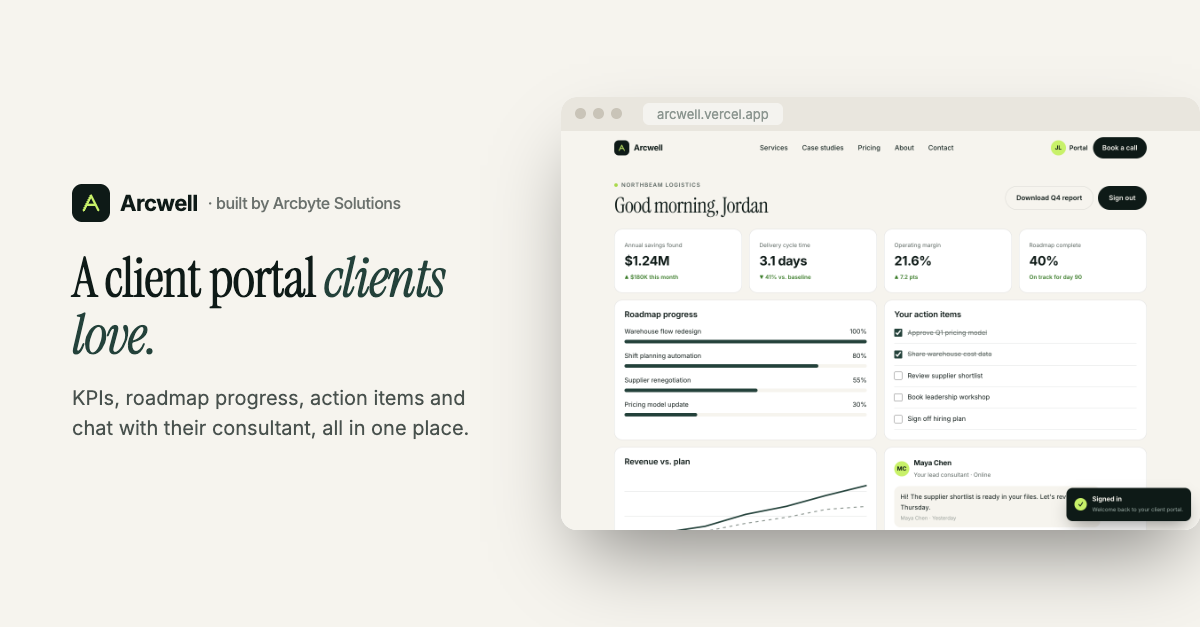 Arcwell · built by Arcbyte Solutions
A client portal clients
love.
KPIs, roadmap progress, action items and
chat with their consultant, all in one place.
arcwell.vercel.app
Arcwell
Services Case studies Pricing About Contact
JL Portal Book a call
NORTHBEAM LOGISTICS
Good morning, Jordan
Download Q4 report Sign out
Annual savings found
$1.24M
▲ $180K this month
Delivery cycle time
3.1 days
▼ 41% vs. baseline
Operating margin
21.6%
▲ 7.2 pts
Roadmap complete
40%
On track for day 90
Roadmap progress
Warehouse flow redesign 100%
Shift planning automation 80%
Supplier renegotiation 55%
Pricing model update 30%
Your action items
Approve Q1 pricing model
Share warehouse cost data
Review supplier shortlist
Book leadership workshop
Sign off hiring plan
Revenue vs. plan
MC Maya Chen
Your lead consultant · Online
Hi! The supplier shortlist is ready in your files. Let's
Thursday.
Maya Chen · Yesterday
Signed in
Welcome back to your client portal.